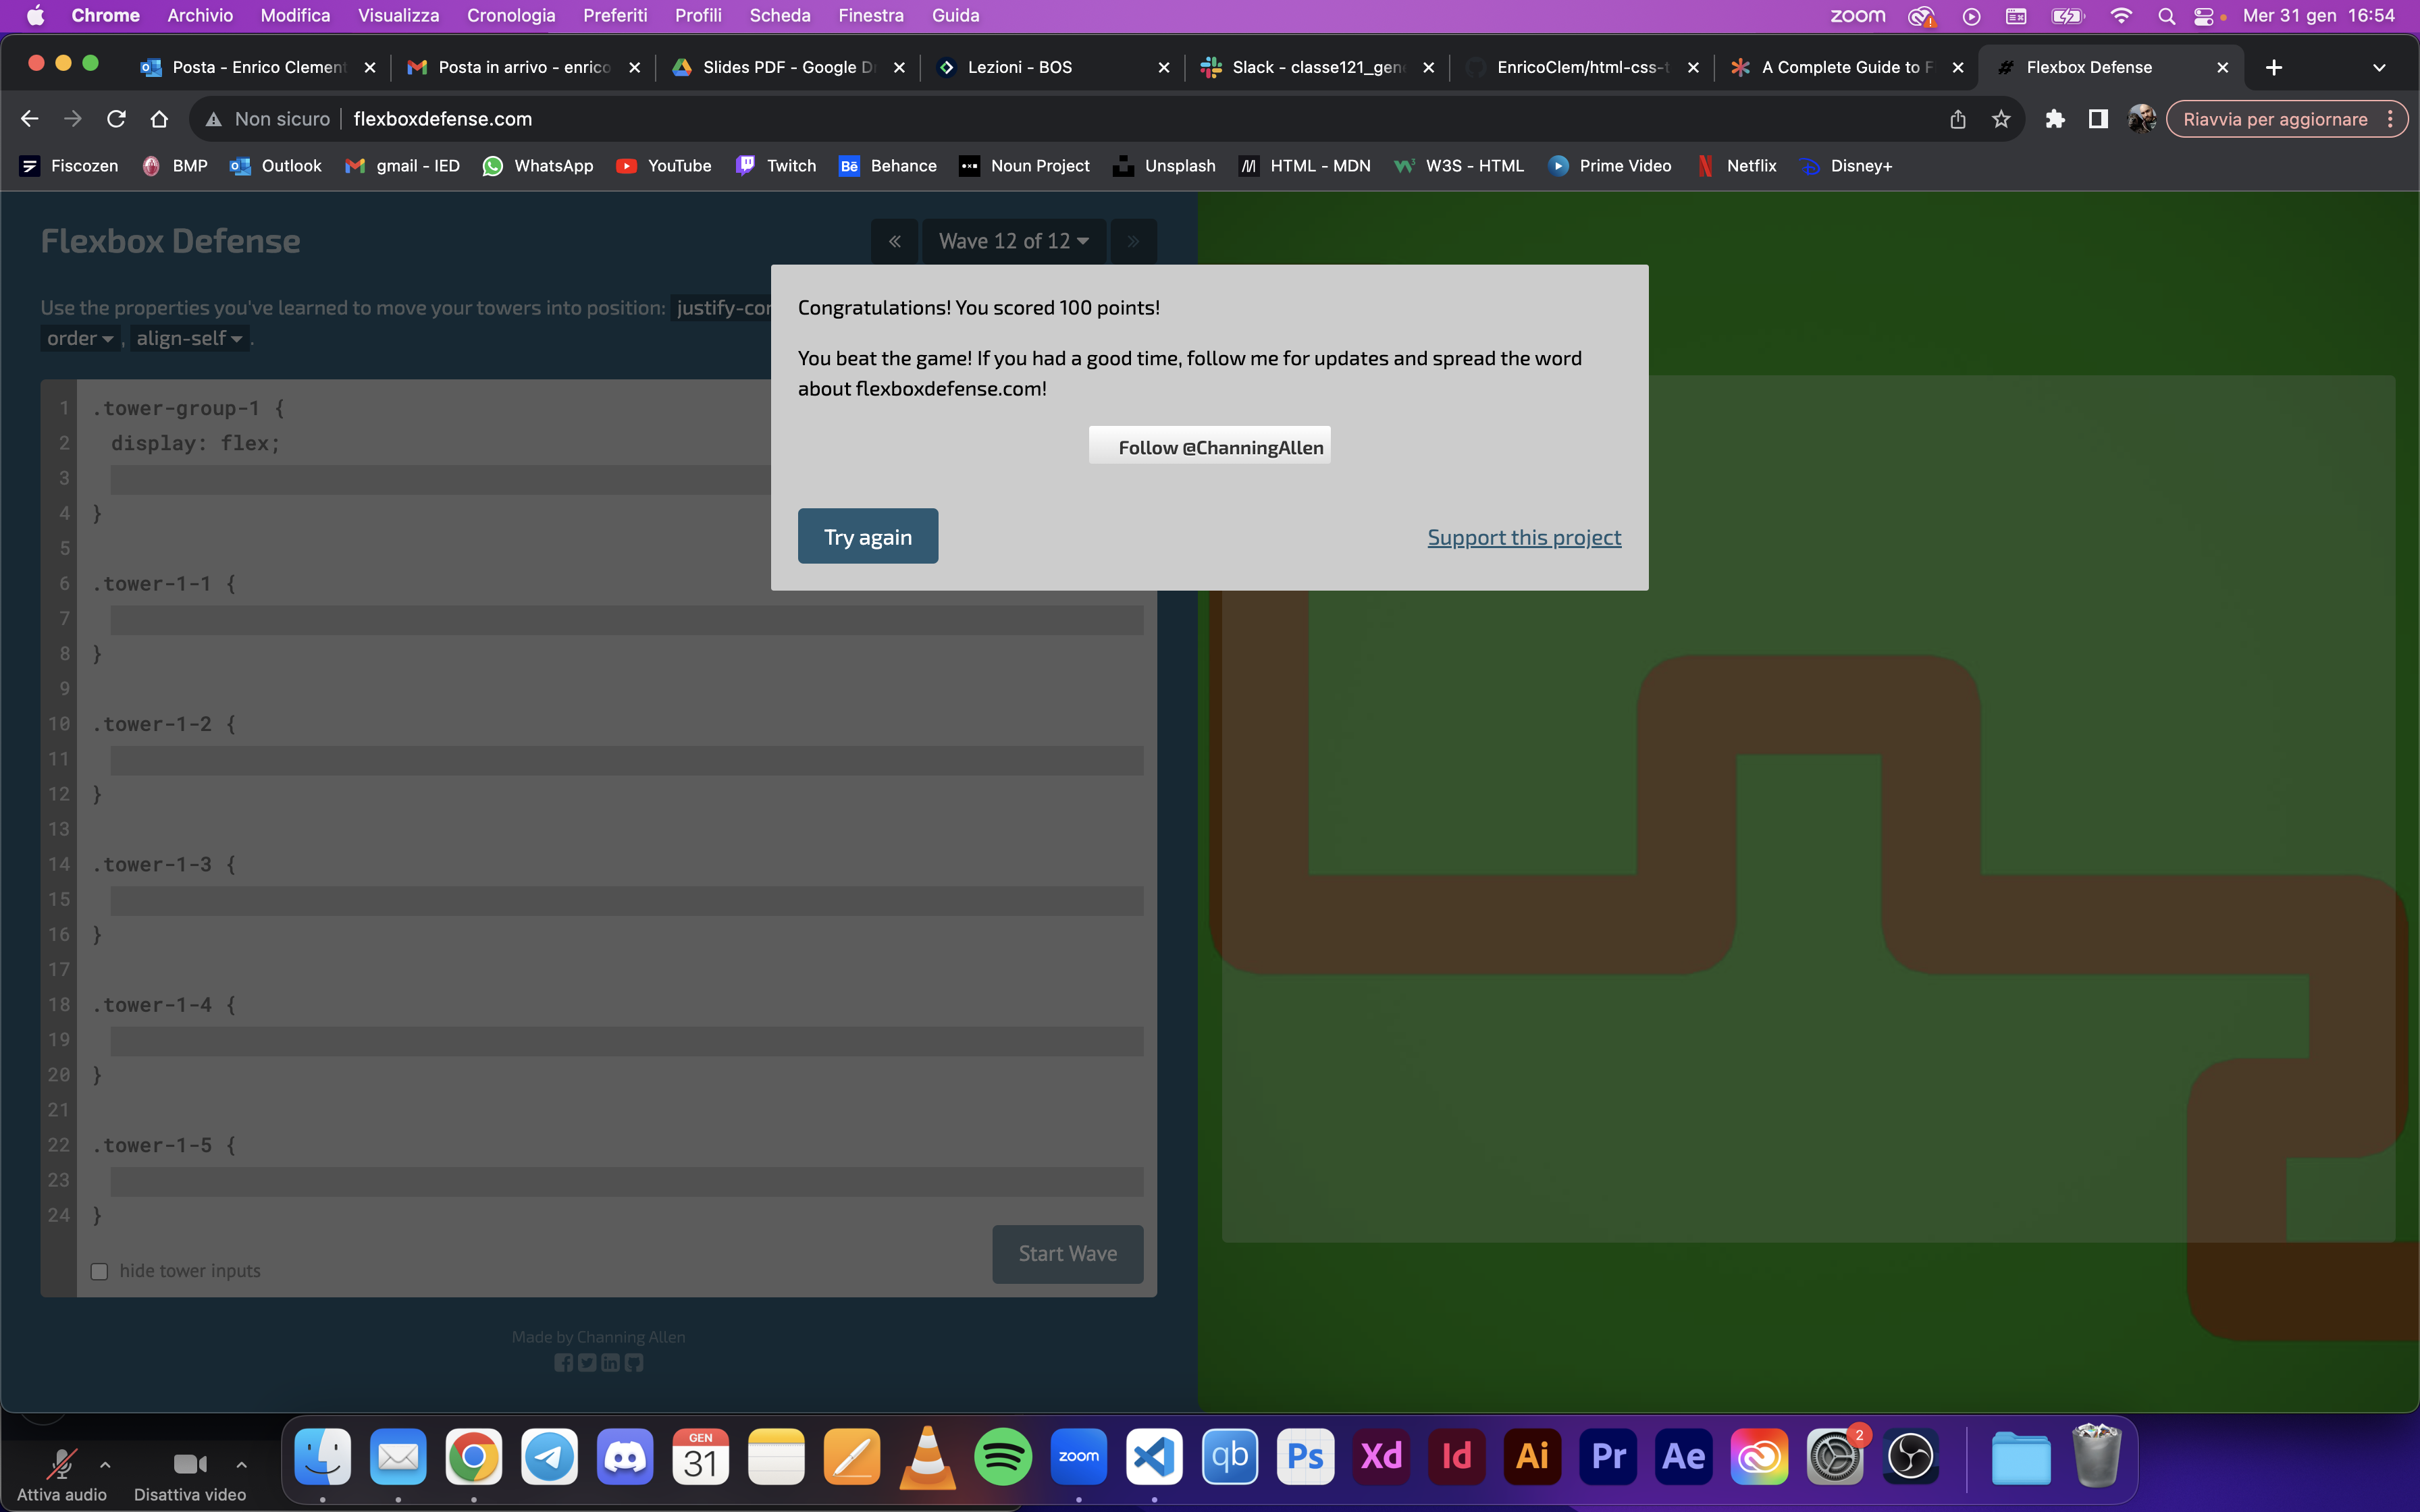 Chrome Archivio Modifica Visualizza Cronologia Preferiti Profili Scheda Finestra Guida zoom Mer 31 gen 16:54
Posta - Enrico Clement Posta in arrivo - enrico Slides PDF - Google D Lezioni - BOS Slack - classe121_gen EnricoClem/html-css-t A Complete Guide to F Flexbox Defense
Non sicuro flexboxdefense.com Riavvia per aggiornare
Fiscozen BMP Outlook gmail - IED WhatsApp YouTube Twitch Bē Behance Noun Project Unsplash HTML - MDN W3S - HTML Prime Video Netflix Disney+
Flexbox Defense
« Wave 12 of 12 »
Use the properties you've learned to move your towers into position: justify-con
order , align-self .
Congratulations! You scored 100 points!
You beat the game! If you had a good time, follow me for updates and spread the word
about flexboxdefense.com!
Follow @ChanningAllen
Try again
Support this project
1 .tower-group-1 {
2 display: flex;
3
4 }
5
6 .tower-1-1 {
7
8 }
9
10 .tower-1-2 {
11
12 }
13
14 .tower-1-3 {
15
16 }
17
18 .tower-1-4 {
19
20 }
21
22 .tower-1-5 {
23
24 }
hide tower inputs
Start Wave
Made by Channing Allen
GEN
31
zoom
qb
Ps
Xd
Id
Ai
Pr
Ae
2
Attiva audio Disattiva video